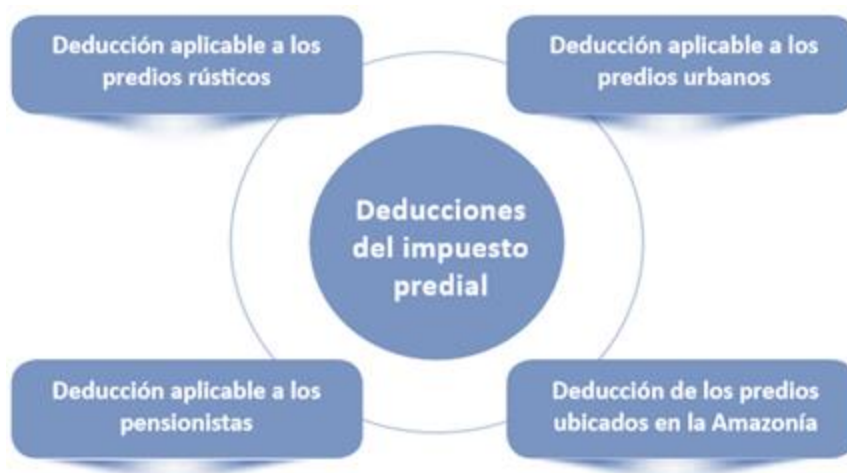 Deducción aplicable a los
predios rústicos
Deducción aplicable a los
predios urbanos
Deducciones
del impuesto
predial
Deducción aplicable a los
pensionistas
Deducción de los predios
ubicados en la Amazonía